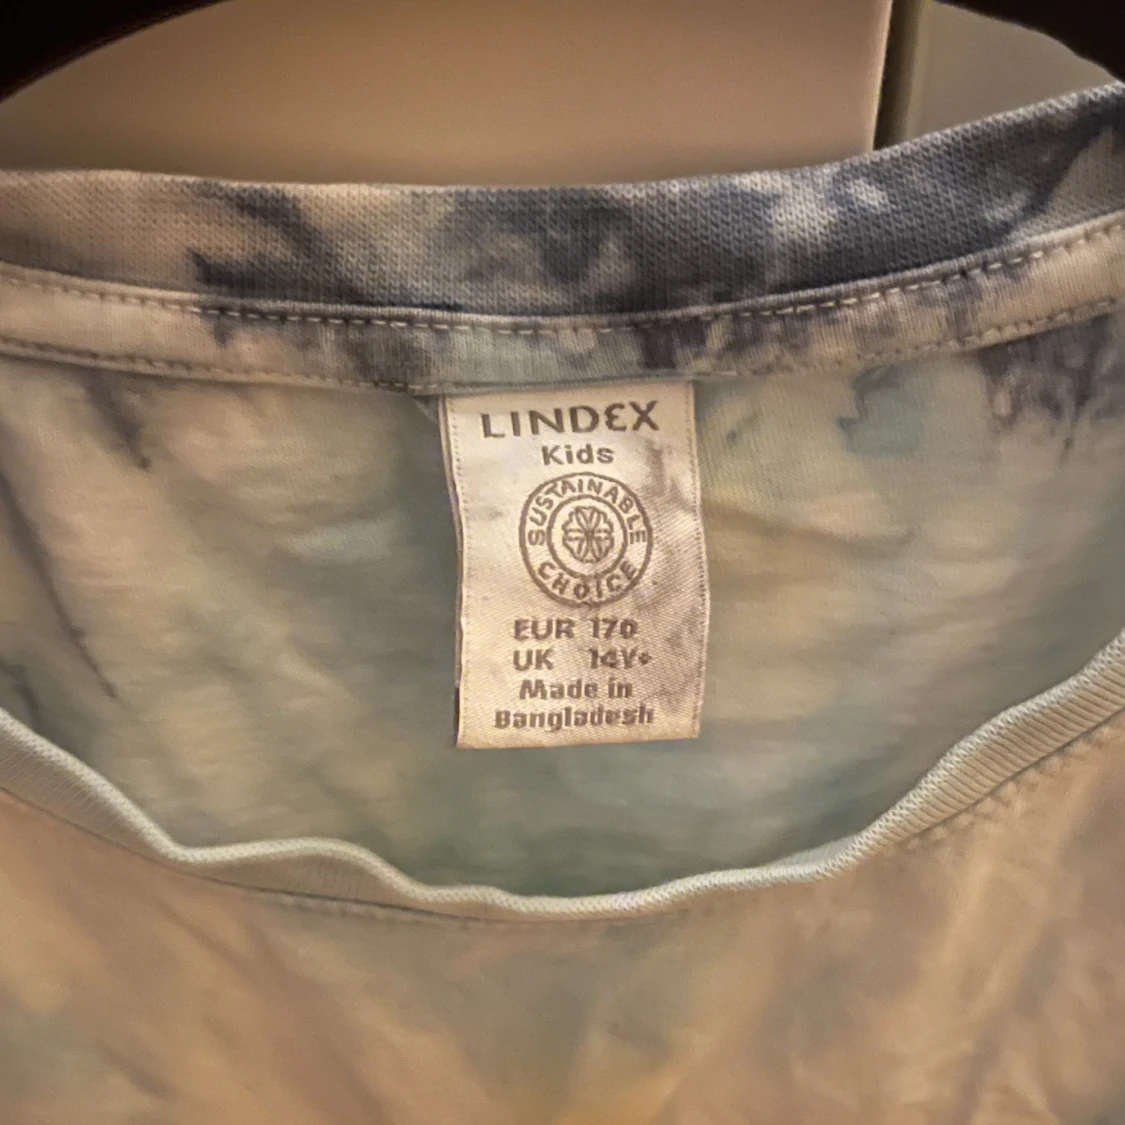 LINDEX
Kids
SUSTAINABLE
CHOICE
EUR 170
UK 14Y+
Made in
Bangladesh